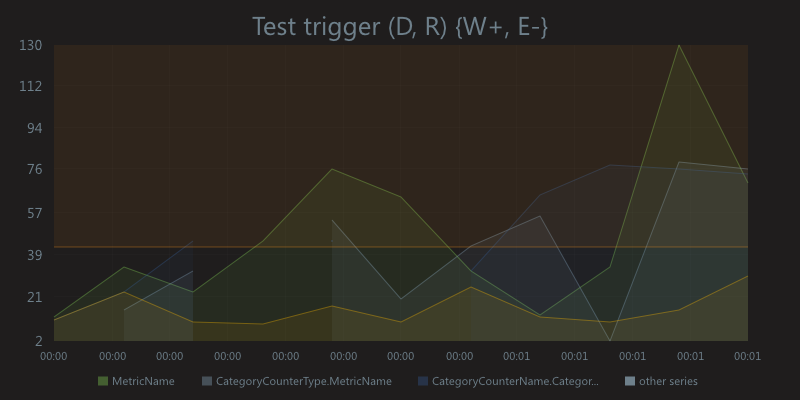 Test trigger (D, R) {W+, E-}
130
112
94
76
57
39
21
2
00:00 00:00 00:00 00:00 00:00 00:00 00:00 00:00 00:01 00:01 00:01 00:01 00:01
MetricName CategoryCounterType.MetricName CategoryCounterName.Categor... other series